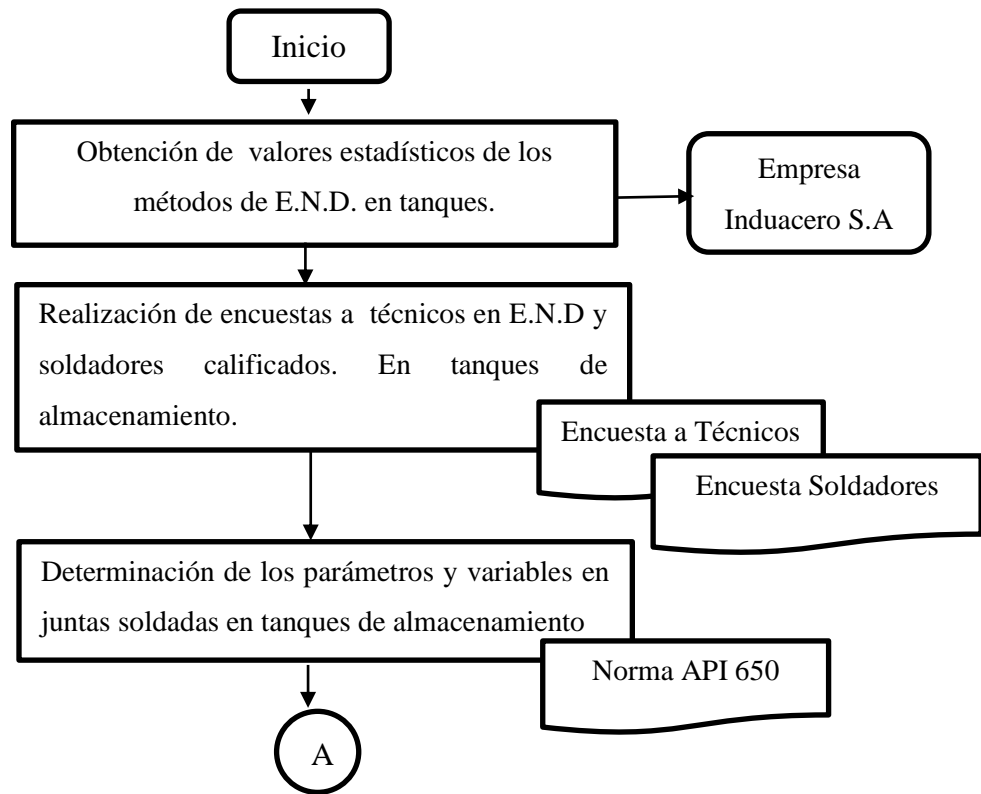 Inicio
Obtención de valores estadísticos de los
métodos de E.N.D. en tanques.
Empresa
Induacero S.A
Realización de encuestas a técnicos en E.N.D y
soldadores calificados. En tanques de
almacenamiento.
Encuesta a Técnicos
Encuesta Soldadores
Determinación de los parámetros y variables en
juntas soldadas en tanques de almacenamiento
Norma API 650
A